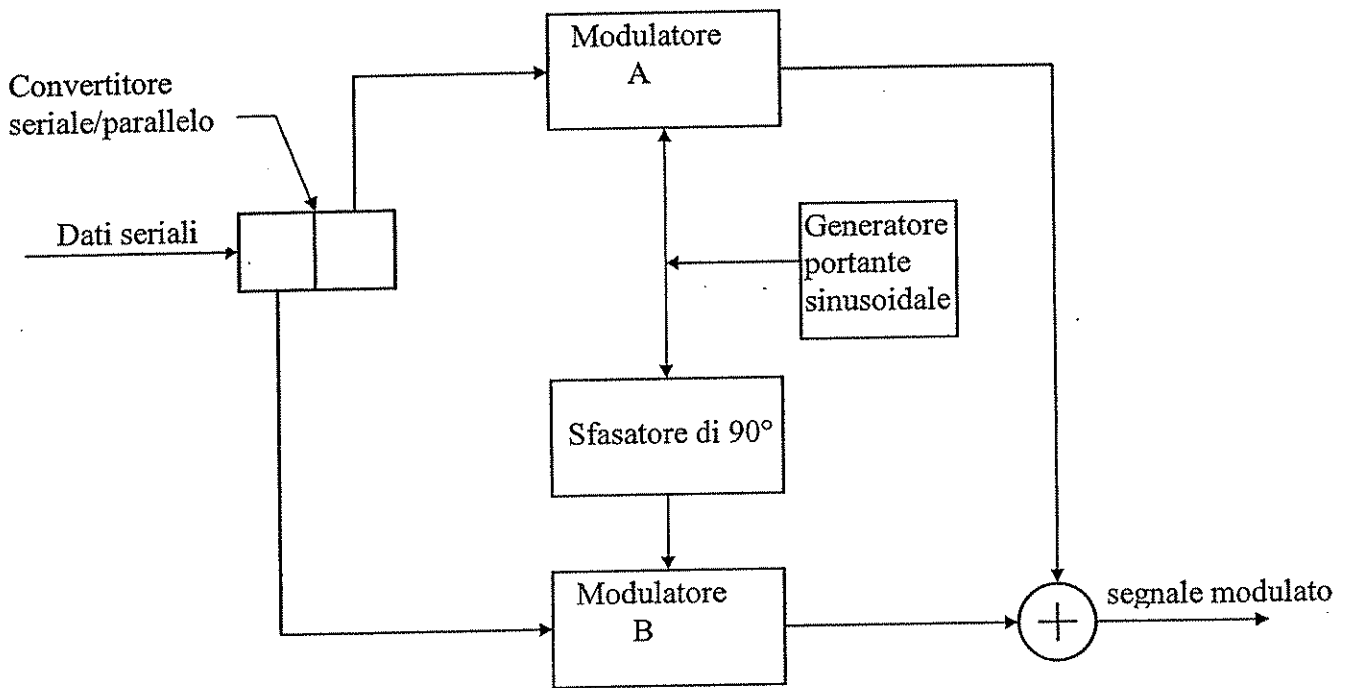 Modulatore
A
Convertitore
seriale/parallelo
Dati seriali
Generatore
portante
sinusoidale
Sfasatore di 90°
Modulatore
B
segnale modulato
+